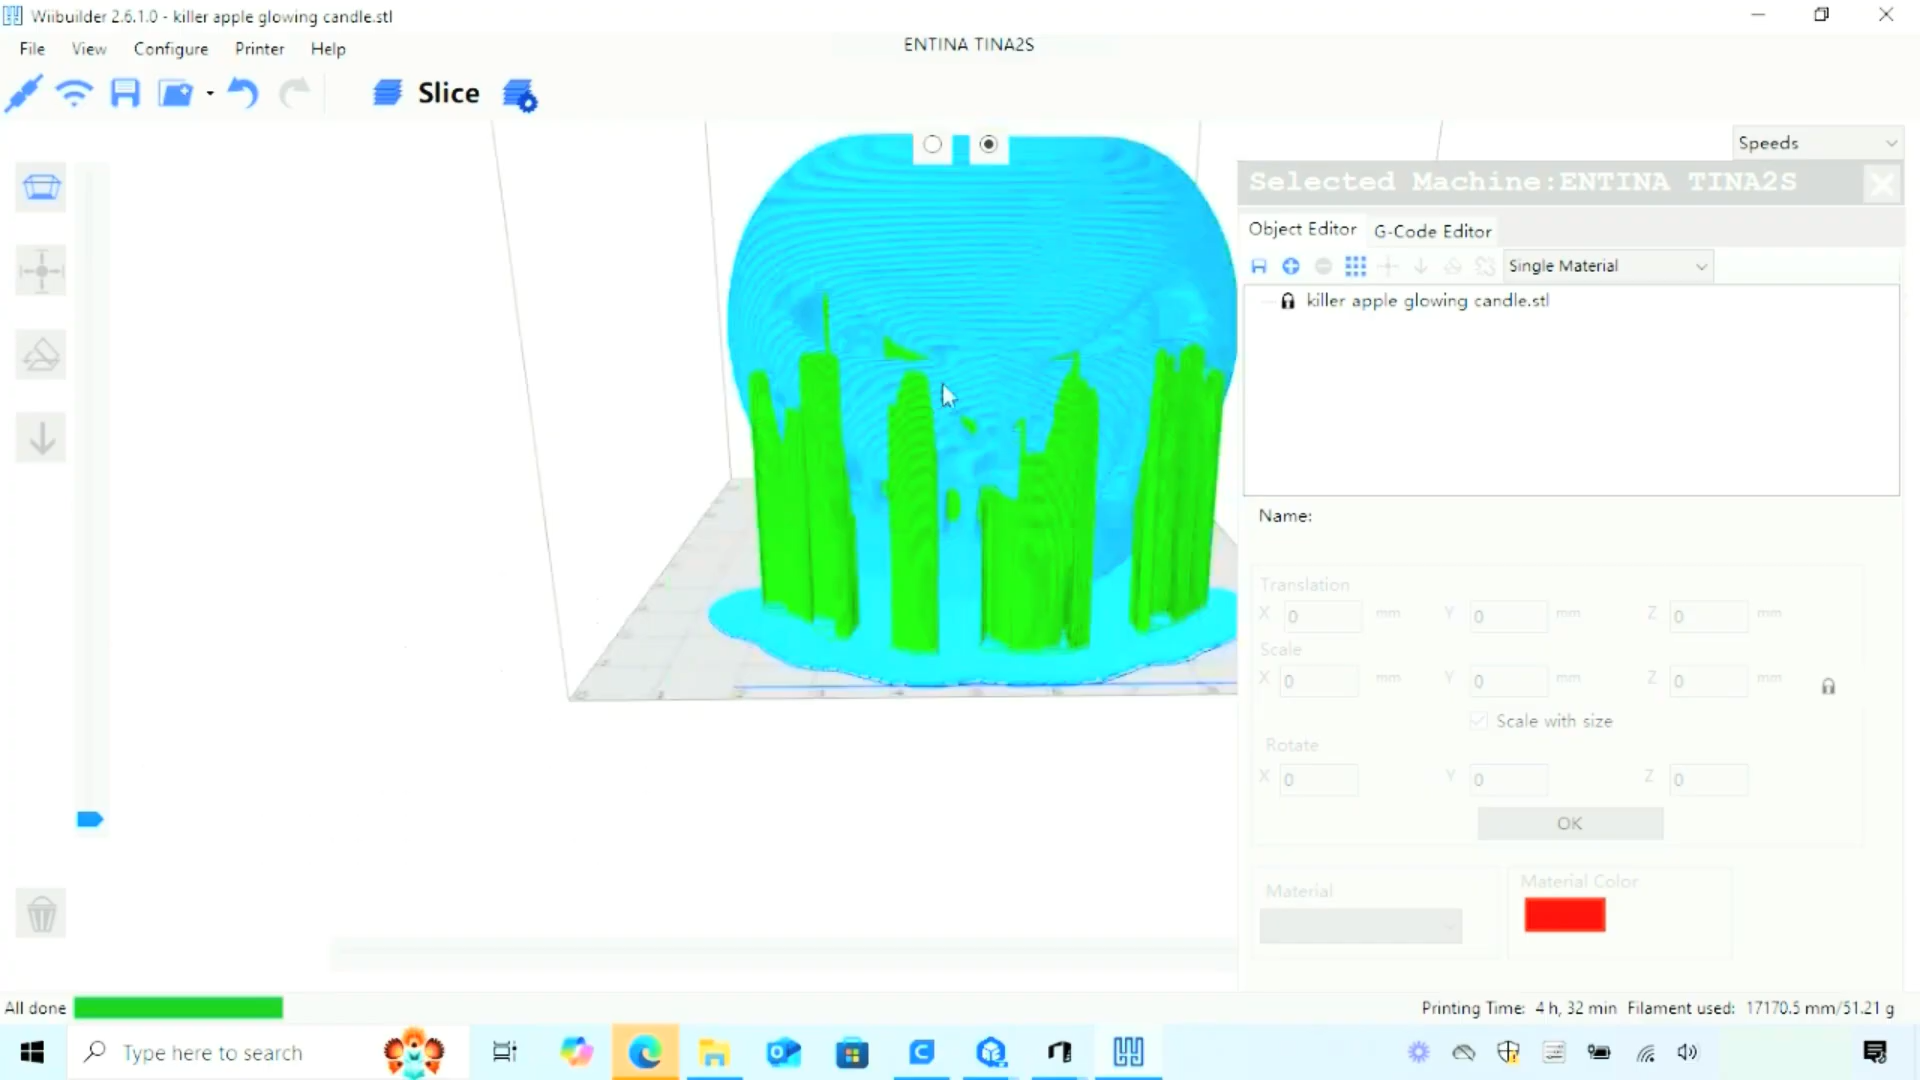 Wiibuilder 2.6.1.0 - killer apple glowing candle.stl
File View Configure Printer Help
ENTINA TINA2S
Slice
Speeds
Selected Machine:ENTINA TINA2S
Object Editor G-Code Editor
Single Material
killer apple glowing candle.stl
Name:
Translation
X 0 mm Y 0 mm Z 0 mm
Scale
X 0 mm Y 0 mm Z 0 mm
Scale with size
Rotate
X 0 Y 0 Z 0
OK
Material
Material Color
All done
Printing Time: 4 h, 32 min Filament used: 17170.5 mm/51.21 g
Type here to search